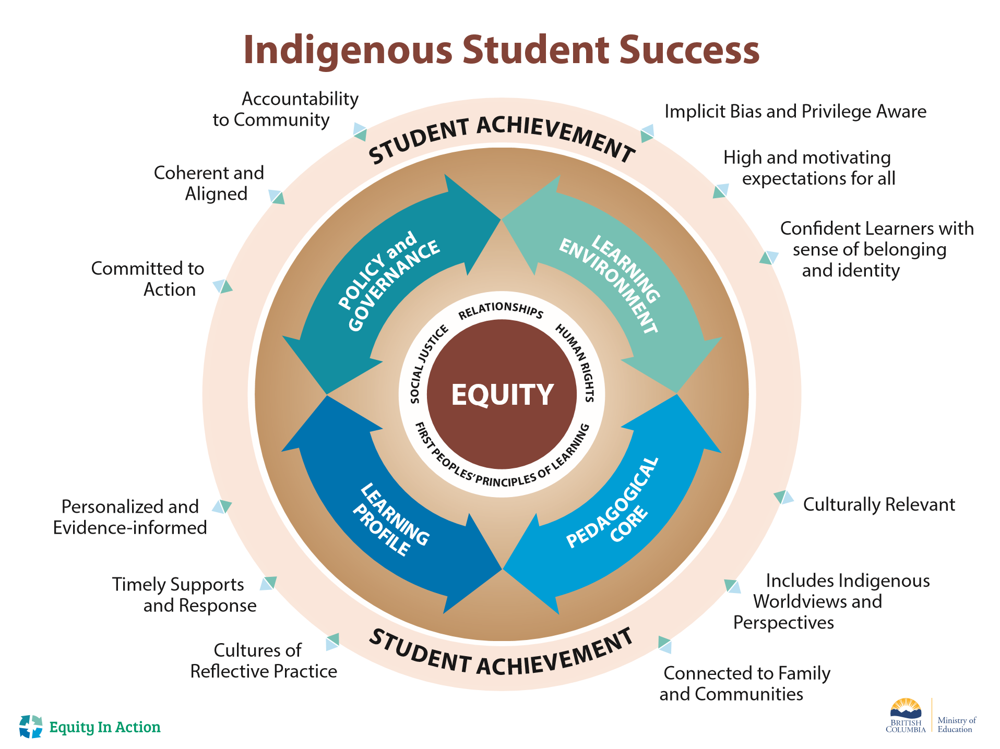 Indigenous Student Success
Accountability
to Community
Coherent and
Aligned
Committed to
Action
Implicit Bias and Privilege Aware
High and motivating
expectations for all
Confident Learners with
sense of belonging
and identity
STUDENT ACHIEVEMENT
POLICY and
GOVERNANCE
LEARNING
ENVIRONMENT
RELATIONSHIPS
SOCIAL JUSTICE
HUMAN RIGHTS
EQUITY
FIRST PEOPLES' PRINCIPLES OF LEARNING
LEARNING
PROFILE
PEDAGOGICAL
CORE
STUDENT ACHIEVEMENT
Personalized and
Evidence-informed
Timely Supports
and Response
Cultures of
Reflective Practice
Culturally Relevant
Includes Indigenous
Worldviews and
Perspectives
Connected to Family
and Communities
Equity In Action
BRITISH
COLUMBIA
Ministry of
Education